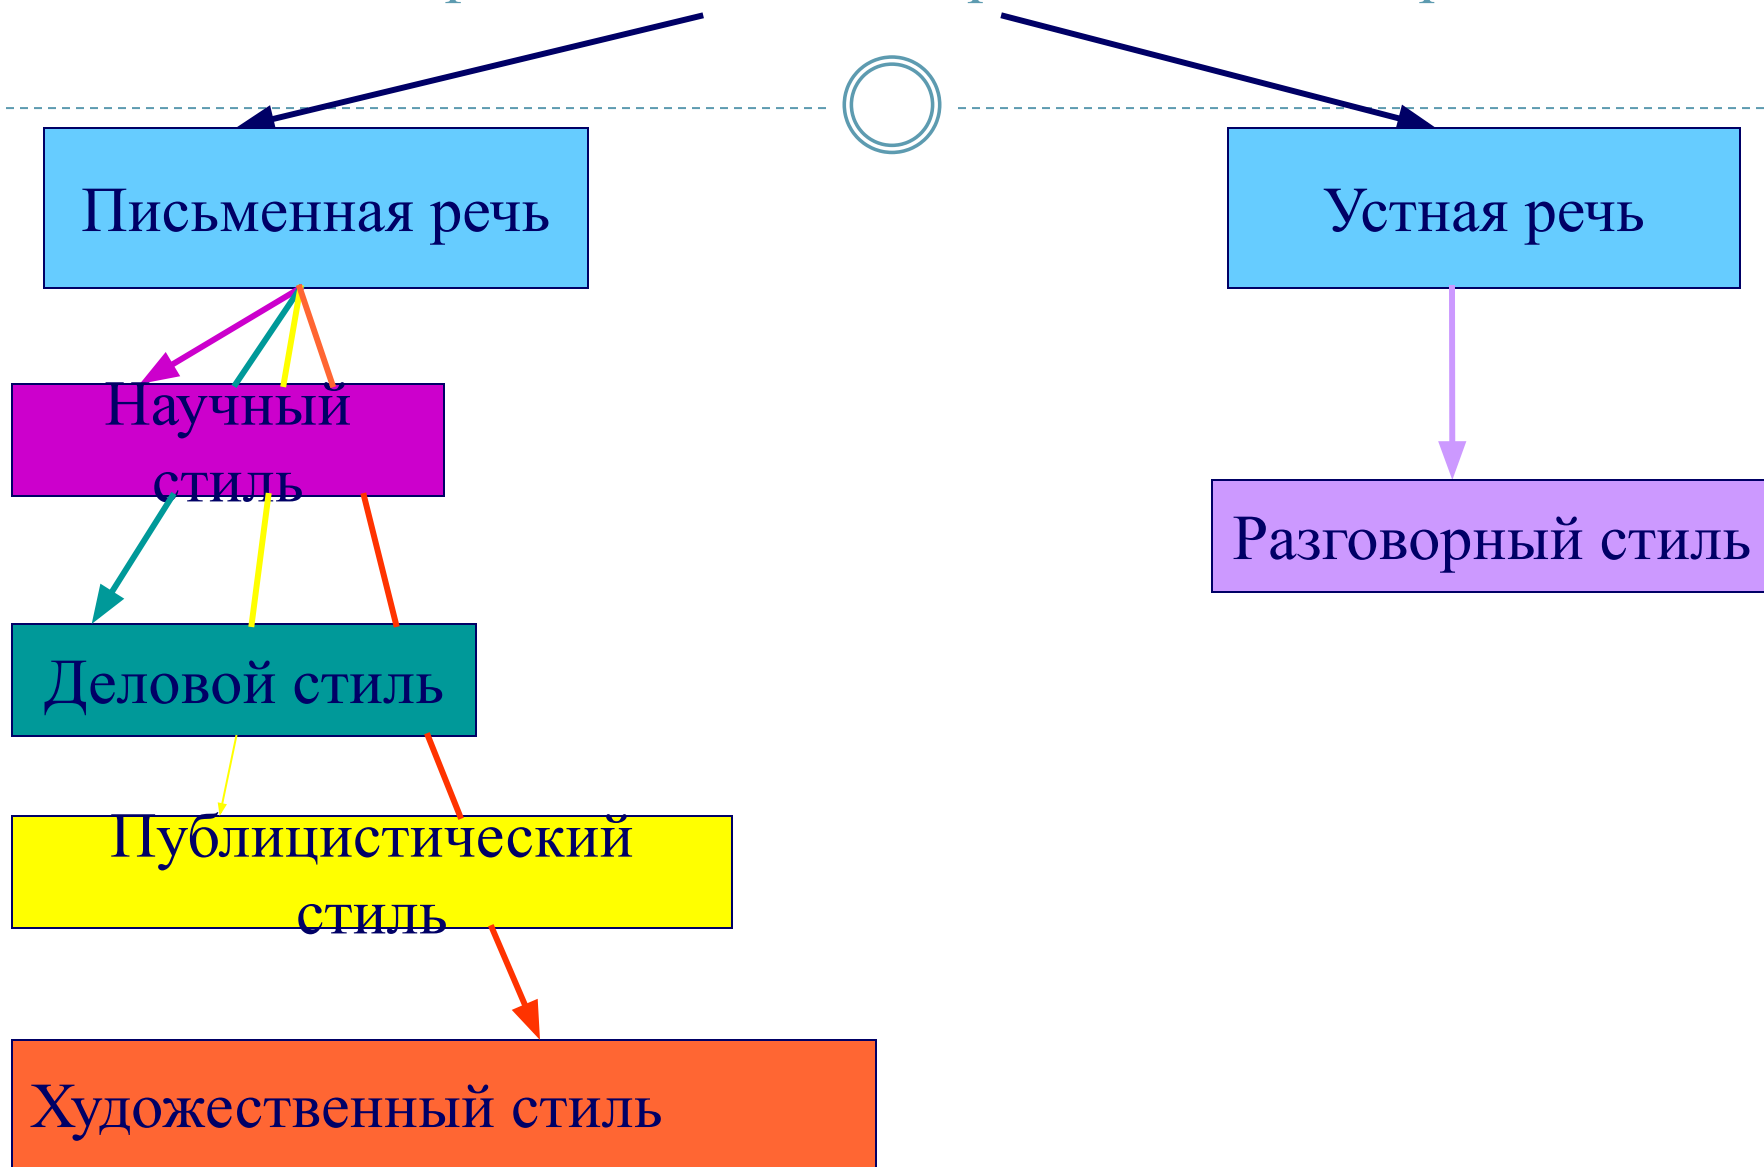 Письменная речь
Устная речь
Научный
стиль
Разговорный стиль
Деловой стиль
Публицистический
стиль
Художественный стиль